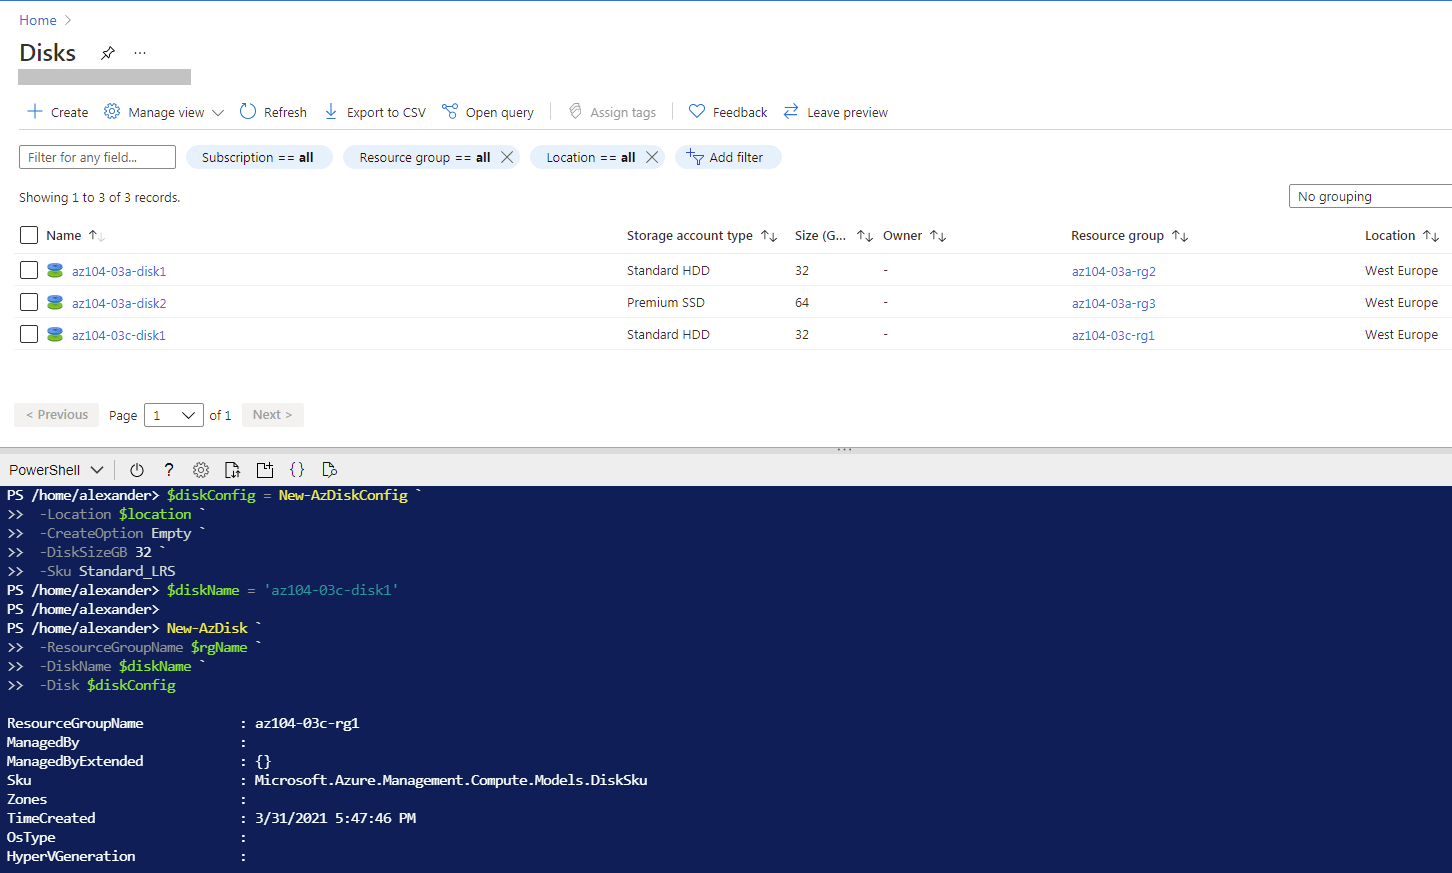 Home >
Disks ...
Create Manage view Refresh Export to CSV Open query Assign tags Feedback Leave preview
Filter for any field... Subscription == all Resource group == all Location == all Add filter
Showing 1 to 3 of 3 records. No grouping
Name Storage account type Size (G... Owner Resource group Location
az104-03a-disk1 Standard HDD 32 - az104-03a-rg2 West Europe
az104-03a-disk2 Premium SSD 64 - az104-03a-rg3 West Europe
az104-03c-disk1 Standard HDD 32 - az104-03c-rg1 West Europe
< Previous Page 1 of 1 Next >
PowerShell ? {}
PS /home/alexander> $diskConfig = New-AzDiskConfig `
>> -Location $location `
>> -CreateOption Empty `
>> -DiskSizeGB 32 `
>> -Sku Standard_LRS
PS /home/alexander> $diskName = 'az104-03c-disk1'
PS /home/alexander>
PS /home/alexander> New-AzDisk `
>> -ResourceGroupName $rgName `
>> -DiskName $diskName `
>> -Disk $diskConfig
ResourceGroupName : az104-03c-rg1
ManagedBy :
ManagedByExtended : {}
Sku : Microsoft.Azure.Management.Compute.Models.DiskSku
Zones :
TimeCreated : 3/31/2021 5:47:46 PM
OsType :
HyperVGeneration :